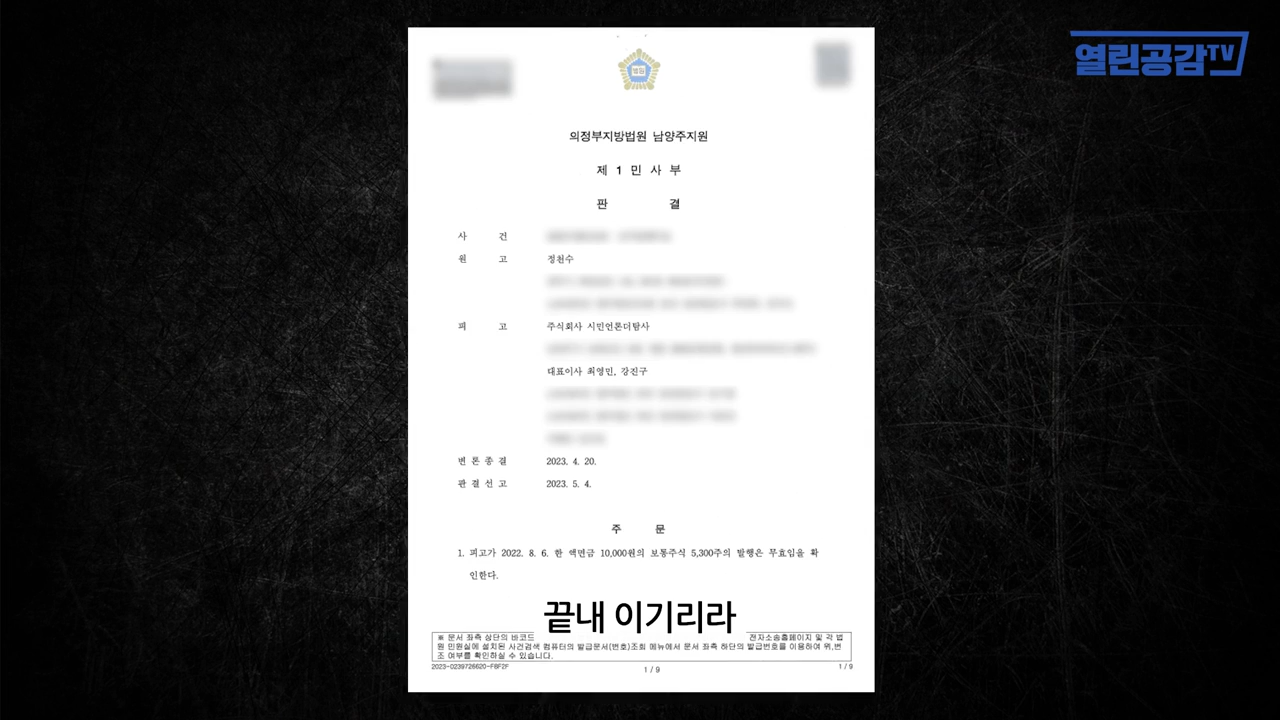 열린공감TV
법원
의정부지방법원 남양주지원
제 1 민 사 부
판 결
사 건
원 고 정천수
피 고 주식회사 시민언론더탐사
대표이사 최영민, 강진구
변 론 종 결 2023. 4. 20.
판 결 선 고 2023. 5. 4.
주 문
1. 피고가 2022. 8. 6. 한 액면금 10,000원의 보통주식 5,300주의 발행은 무효임을 확
인한다.
끝내 이기리라
※ 문서 좌측 상단의 바코드 전자소송홈페이지 및 각 법
원 민원실에 설치된 사건검색 컴퓨터의 발급문서(번호)조회 메뉴에서 문서 좌측 하단의 발급번호를 이용하여 위,변
조 여부를 확인하실 수 있습니다.
2023-0239726620-F8F2F 1 / 9 1 / 9